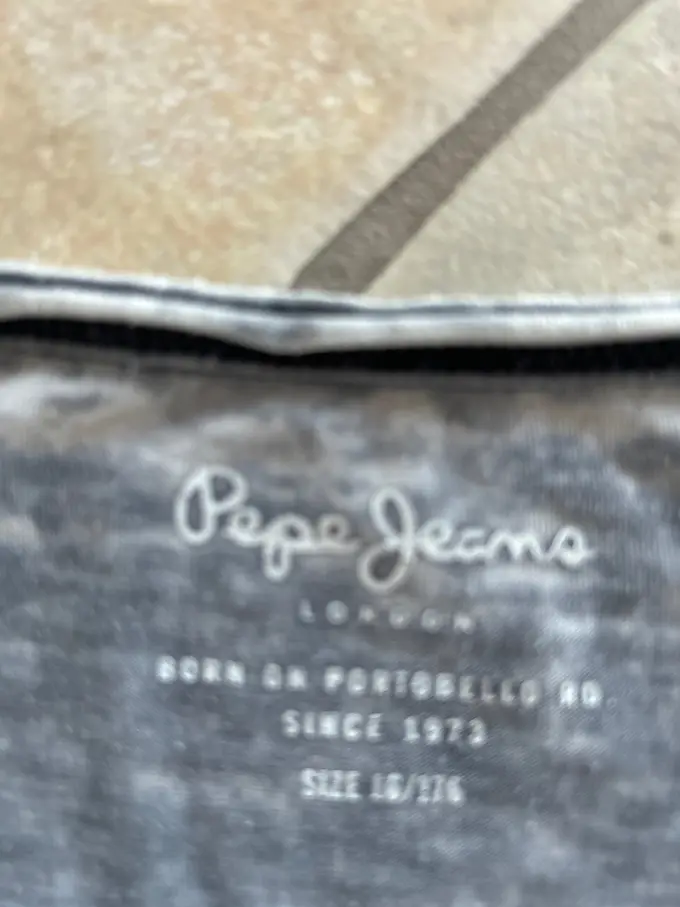 Pepe Jeans
LONDON
BORN ON PORTOBELLO RD.
SINCE 1973
SIZE 16/176